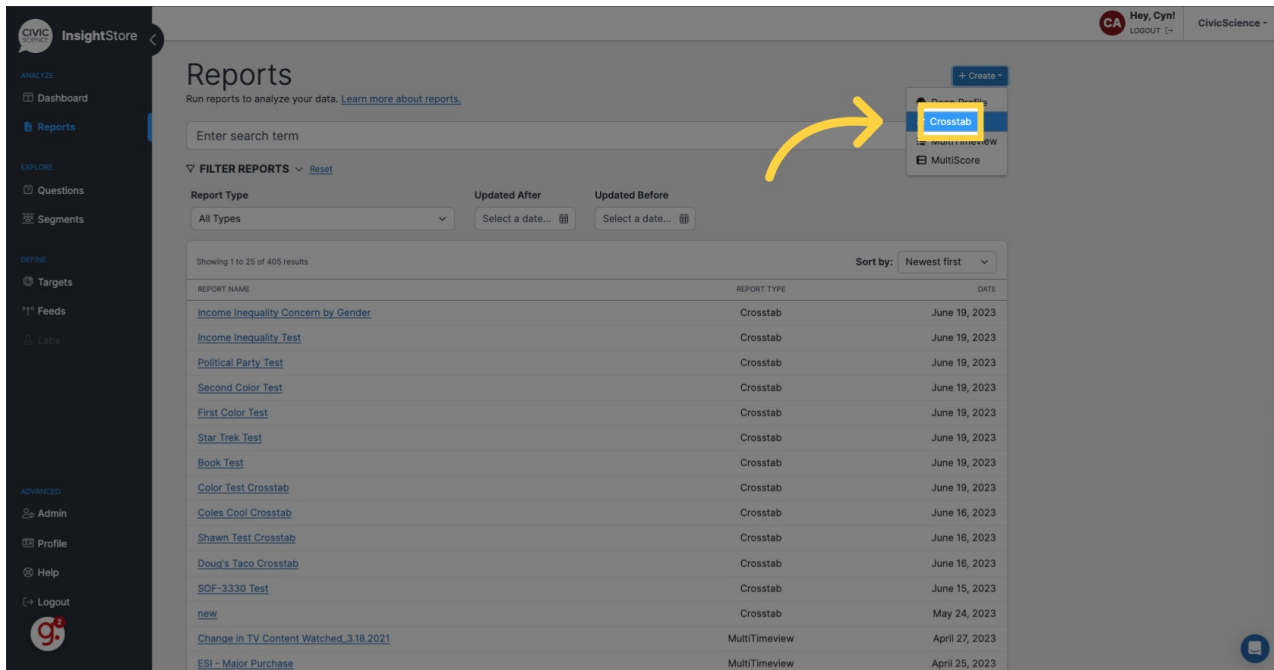 CIVIC
SCIENCE
InsightStore
CA
Hey, Cyn!
LOGOUT
CivicScience
ANALYZE
Dashboard
Reports
EXPLORE
Questions
Segments
DEFINE
Targets
Feeds
Labs
ADVANCED
Admin
Profile
Help
Logout
g.
2
Reports
+ Create
Run reports to analyze your data. Learn more about reports.
Deep Profile
Crosstab
MultiTimeview
MultiScore
Enter search term
FILTER REPORTS Reset
Report Type Updated After Updated Before
All Types Select a date... Select a date...
Showing 1 to 25 of 405 results Sort by: Newest first
REPORT NAME REPORT TYPE DATE
Income Inequality Concern by Gender Crosstab June 19, 2023
Income Inequality Test Crosstab June 19, 2023
Political Party Test Crosstab June 19, 2023
Second Color Test Crosstab June 19, 2023
First Color Test Crosstab June 19, 2023
Star Trek Test Crosstab June 19, 2023
Book Test Crosstab June 19, 2023
Color Test Crosstab Crosstab June 19, 2023
Coles Cool Crosstab Crosstab June 16, 2023
Shawn Test Crosstab Crosstab June 16, 2023
Doug's Taco Crosstab Crosstab June 16, 2023
SOF-3330 Test Crosstab June 15, 2023
new Crosstab May 24, 2023
Change in TV Content Watched_3.18.2021 MultiTimeview April 27, 2023
ESI - Major Purchase MultiTimeview April 25, 2023